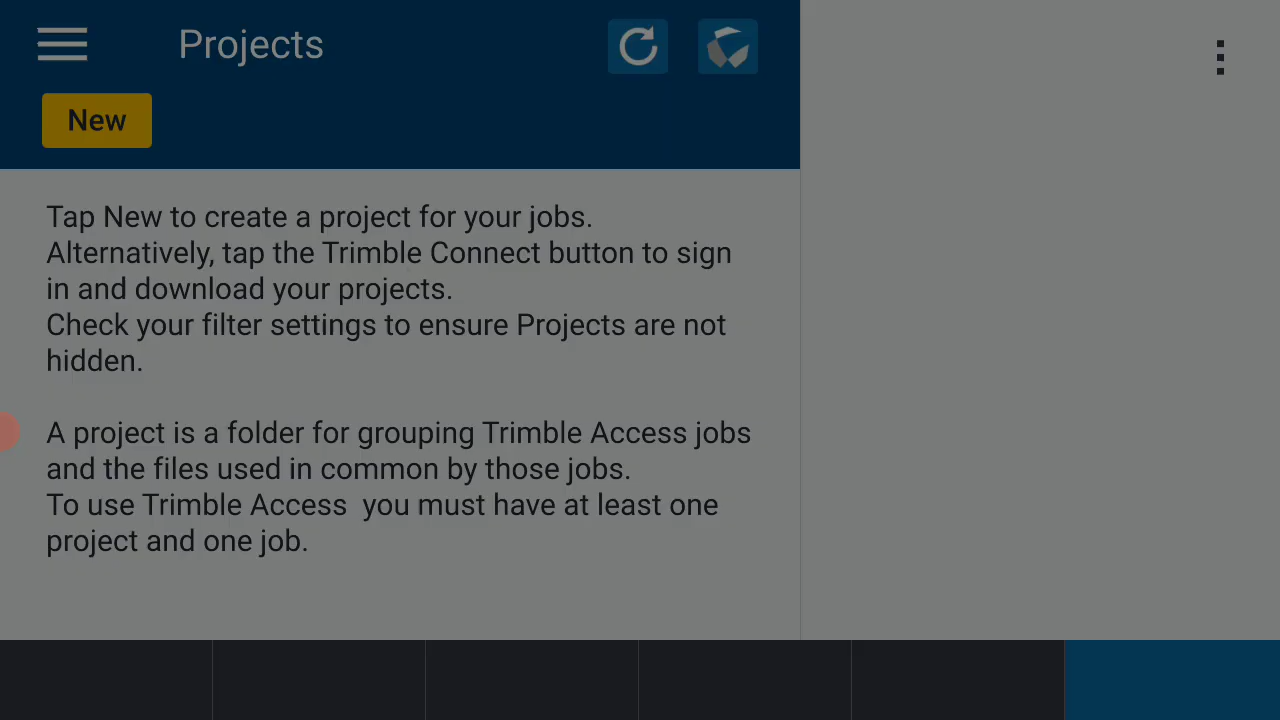 Projects
New
Tap New to create a project for your jobs.
Alternatively, tap the Trimble Connect button to sign
in and download your projects.
Check your filter settings to ensure Projects are not
hidden.
A project is a folder for grouping Trimble Access jobs
and the files used in common by those jobs.
To use Trimble Access  you must have at least one
project and one job.